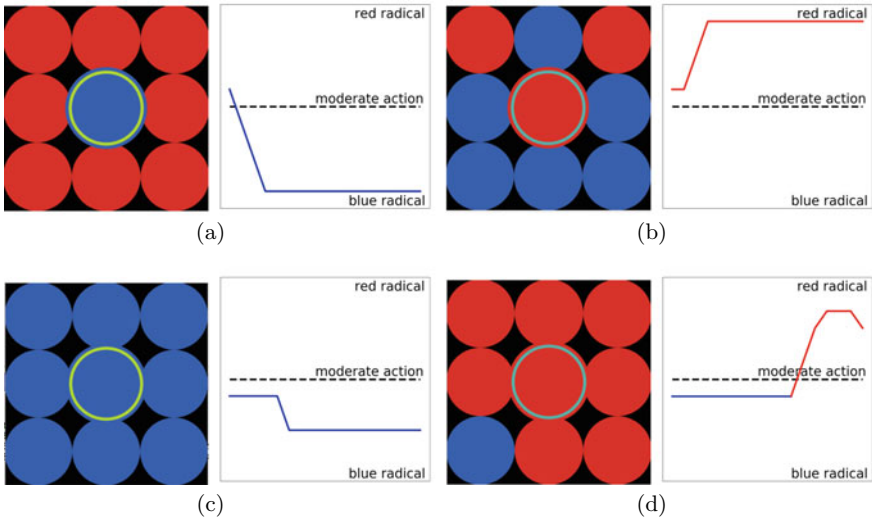 red radical
moderate action
blue radical
(a)
red radical
moderate action
blue radical
(b)
red radical
moderate action
blue radical
(c)
red radical
moderate action
blue radical
(d)